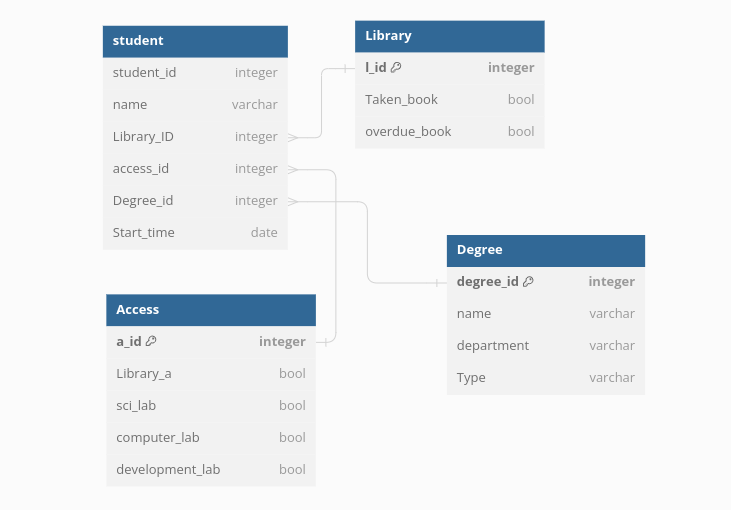 student
student_id integer
name varchar
Library_ID integer
access_id integer
Degree_id integer
Start_time date
Library
l_id integer
Taken_book bool
overdue_book bool
Access
a_id integer
Library_a bool
sci_lab bool
computer_lab bool
development_lab bool
Degree
degree_id integer
name varchar
department varchar
Type varchar